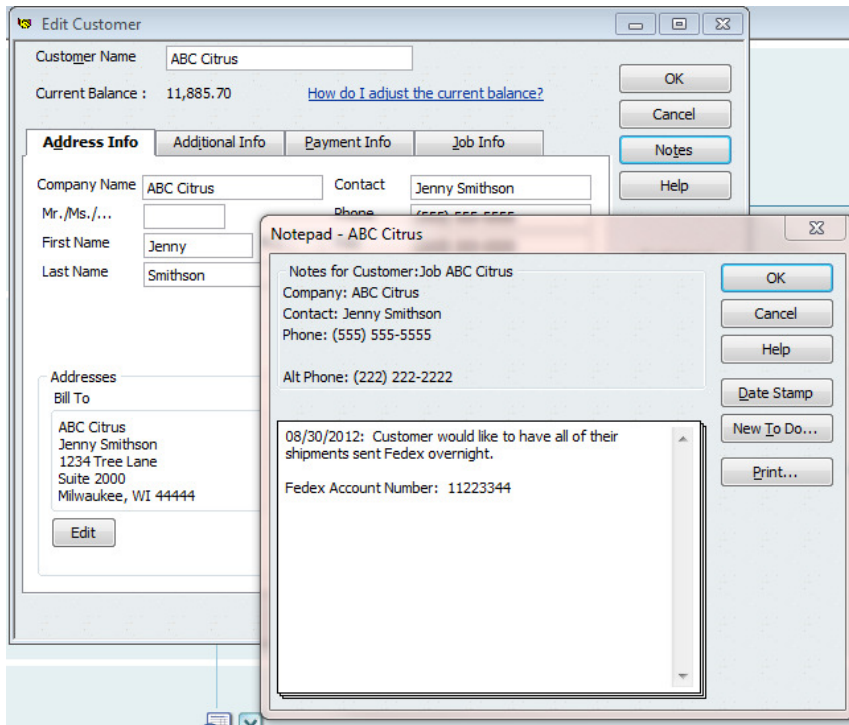 Edit Customer
Customer Name ABC Citrus
Current Balance : 11,885.70 How do I adjust the current balance?
OK
Cancel
Notes
Help
Address Info Additional Info Payment Info Job Info
Company Name ABC Citrus Contact Jenny Smithson
Mr./Ms./... Phone (555) 555-5555
First Name Jenny
Last Name Smithson
Addresses
Bill To
ABC Citrus
Jenny Smithson
1234 Tree Lane
Suite 2000
Milwaukee, WI 44444
Edit
Notepad - ABC Citrus
Notes for Customer:Job ABC Citrus
Company: ABC Citrus
Contact: Jenny Smithson
Phone: (555) 555-5555
Alt Phone: (222) 222-2222
OK
Cancel
Help
Date Stamp
New To Do...
Print...
08/30/2012: Customer would like to have all of their
shipments sent Fedex overnight.
Fedex Account Number: 11223344